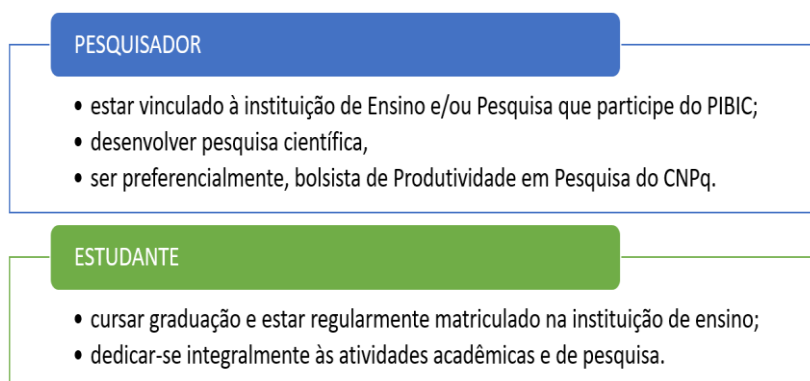 PESQUISADOR
• estar vinculado à instituição de Ensino e/ou Pesquisa que participe do PIBIC;
• desenvolver pesquisa científica,
• ser preferencialmente, bolsista de Produtividade em Pesquisa do CNPq.
ESTUDANTE
• cursar graduação e estar regularmente matriculado na instituição de ensino;
• dedicar-se integralmente às atividades acadêmicas e de pesquisa.